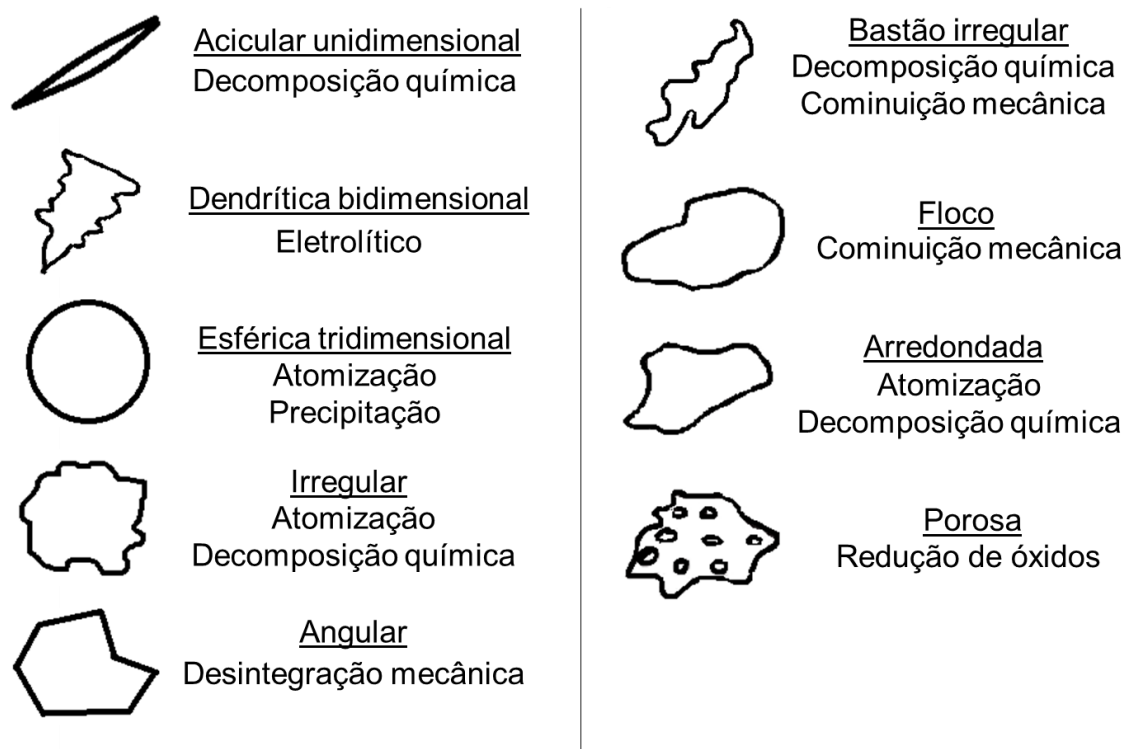 Acicular unidimensional
Decomposição química
Dendrítica bidimensional
Eletrolítico
Esférica tridimensional
Atomização
Precipitação
Irregular
Atomização
Decomposição química
Angular
Desintegração mecânica
Bastão irregular
Decomposição química
Cominuição mecânica
Floco
Cominuição mecânica
Arredondada
Atomização
Decomposição química
Porosa
Redução de óxidos